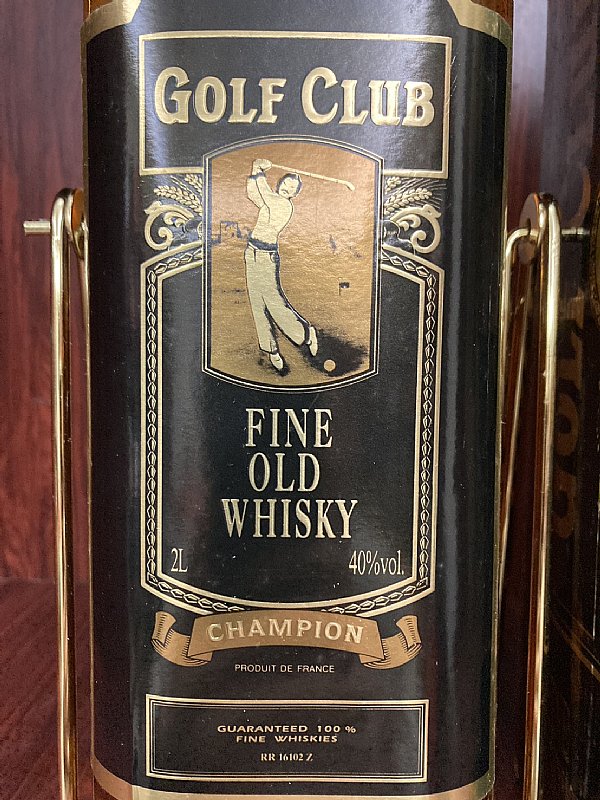 GOLF CLUB
FINE
OLD
WHISKY
2L 40%vol.
CHAMPION
PRODUIT DE FRANCE
GUARANTEED 100 %
FINE WHISKIES
RR 16102 Z